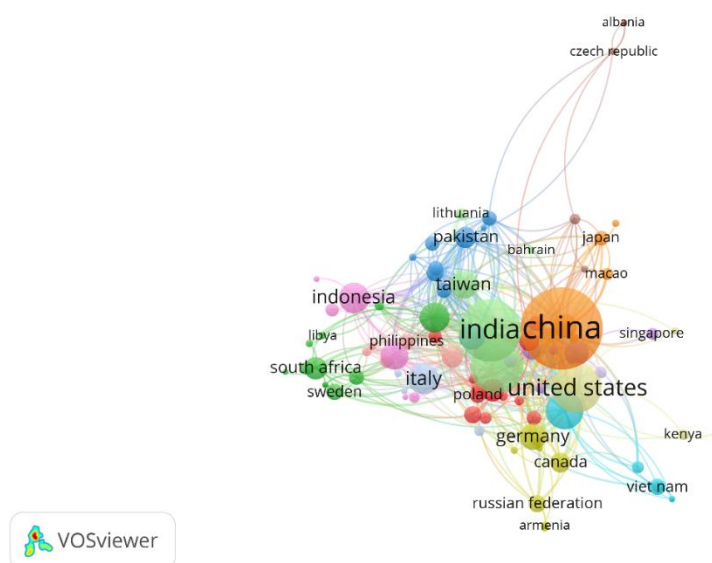 albania
czech republic
lithuania
pakistan
bahrain
japan
taiwan
macao
indonesia
india
china
libya
philippines
singapore
south africa
italy
sweden
poland
united states
germany
kenya
canada
viet nam
russian federation
armenia
VOSviewer